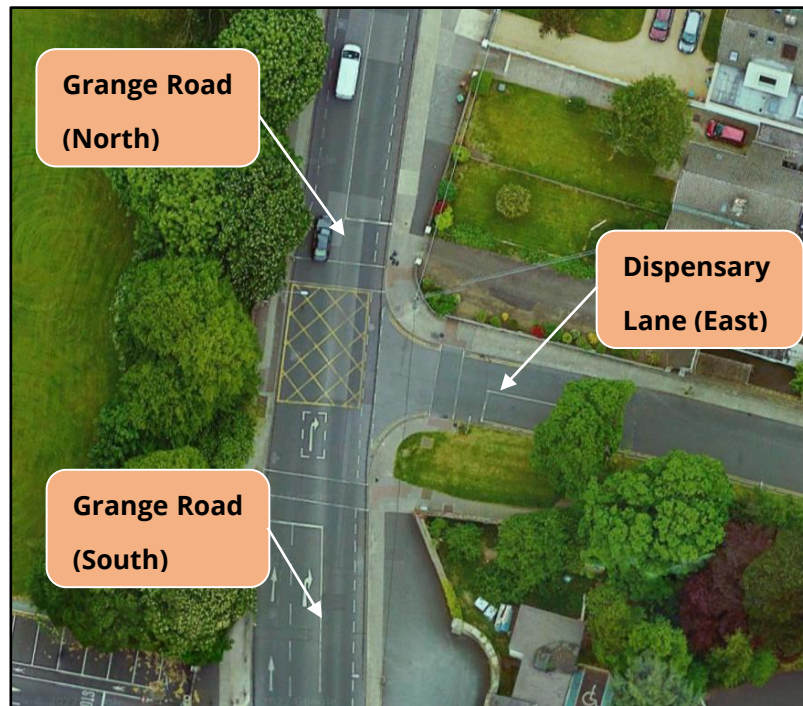 Grange Road
(North)
Dispensary
Lane (East)
Grange Road
(South)